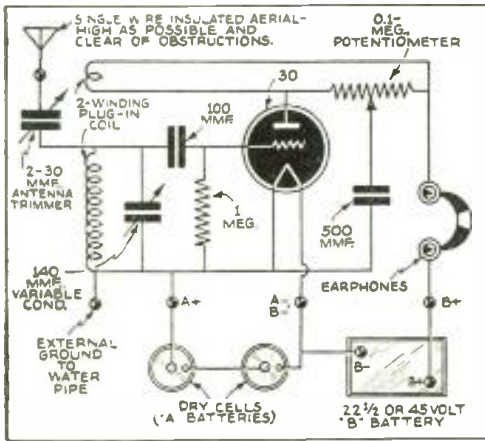 SINGLE WIRE INSULATED AERIAL-
HIGH AS POSSIBLE AND
CLEAR OF OBSTRUCTIONS.
0.1-
MEG.
POTENTIOMETER
2-WINDING
PLUG-IN
COIL
100
MMF.
30
2-30
MMF.
ANTENNA
TRIMMER
1
MEG.
500
MMF.
140
MMF.
VARIABLE
COND.
EARPHONES
A+
A-
B-
B+
EXTERNAL
GROUND
TO
WATER
PIPE
B-
B+
DRY CELLS
("A" BATTERIES)
22 1/2 OR 45 VOLT
"B" BATTERY